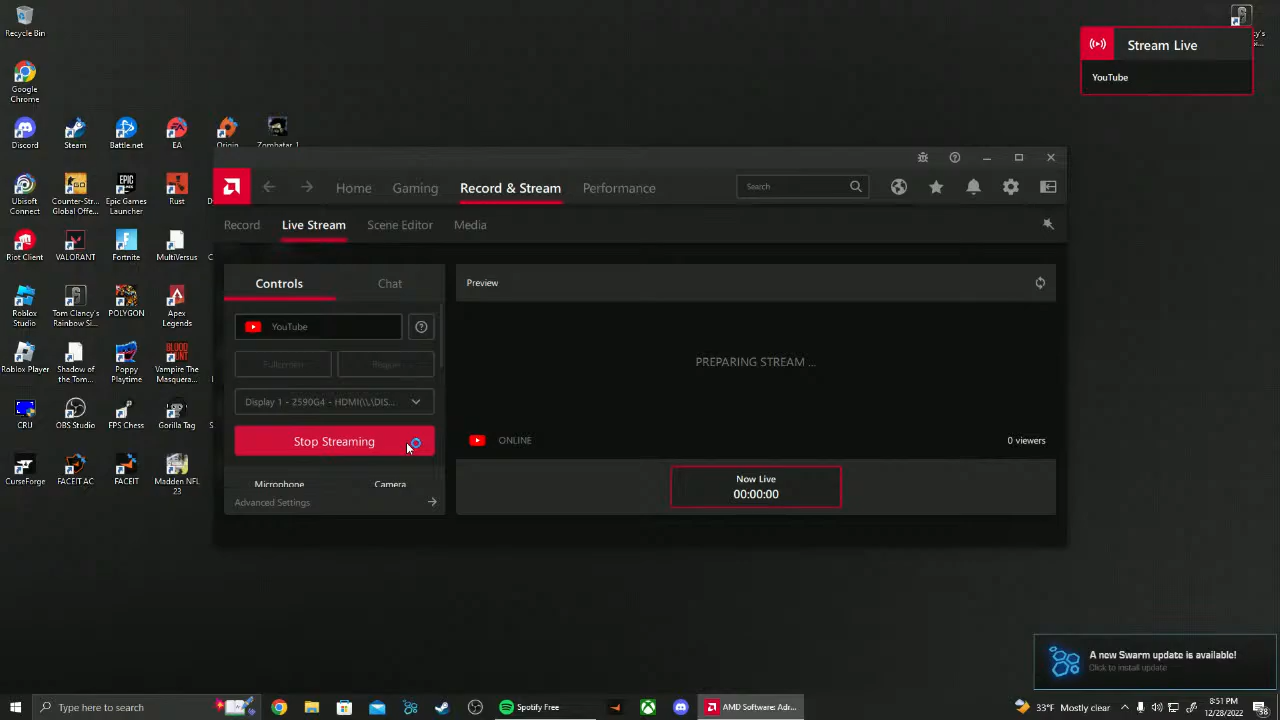 Recycle Bin
Google
Chrome
Stream Live
YouTube
Discord
Steam
Battle.net
EA
Origin
Zombatar_1
Ubisoft
Connect
Counter-Str...
Global Offe...
Epic Games
Launcher
Rust
Riot Client
VALORANT
Fortnite
MultiVersus
Roblox
Studio
Tom Clancy's
Rainbow Si...
POLYGON
Apex
Legends
Roblox Player
Shadow of
the Tom...
Poppy
Playtime
Vampire The
Masquera...
CRU
OBS Studio
FPS Chess
Gorilla Tag
CurseForge
FACEIT AC
FACEIT
Madden NFL
23
Home
Gaming
Record & Stream
Performance
Search
Record
Live Stream
Scene Editor
Media
Controls
Chat
YouTube
Fullscreen
Display 1 - 2590G4 - HDMI(\\.\DIS...
Stop Streaming
Microphone
Camera
Advanced Settings
Preview
PREPARING STREAM ...
ONLINE
0 viewers
Now Live
00:00:00
A new Swarm update is available!
Click to install update
Type here to search
Spotify Free
AMD Software: Adr...
33°F Mostly clear
8:51 PM
12/28/2022